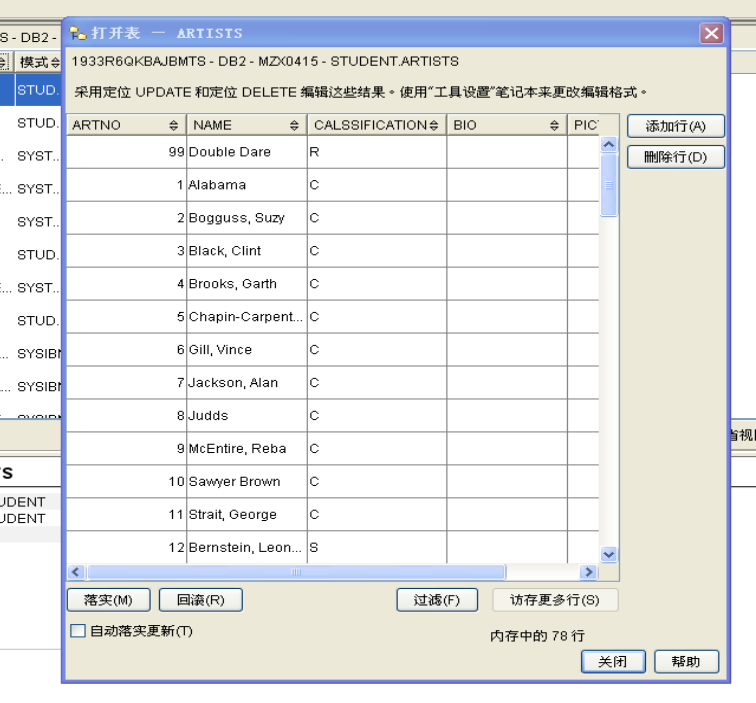 S - DB2 -
打开表 — ARTISTS
模式
STUD.
STUD.
SYST..
SYST..
SYST..
STUD.
SYST..
STUD.
SYSIBM
SYSIBM
1933R6QKBAJBMTS - DB2 - MZX0415 - STUDENT.ARTISTS
采用定位 UPDATE 和定位 DELETE 编辑这些结果。使用“工具设置”笔记本来更改编辑格式。
ARTNO NAME CALSSIFICATION BIO PIC
99 Double Dare R
1 Alabama C
2 Bogguss, Suzy C
3 Black, Clint C
4 Brooks, Garth C
5 Chapin-Carpent... C
6 Gill, Vince C
7 Jackson, Alan C
8 Judds C
9 McEntire, Reba C
10 Sawyer Brown C
11 Strait, George C
12 Bernstein, Leon... S
添加行(A)
删除行(D)
落实(M) 回滚(R) 过滤(F) 访存更多行(S)
自动落实更新(T)
内存中的 78 行
关闭 帮助
省视
TS
UDENT
UDENT